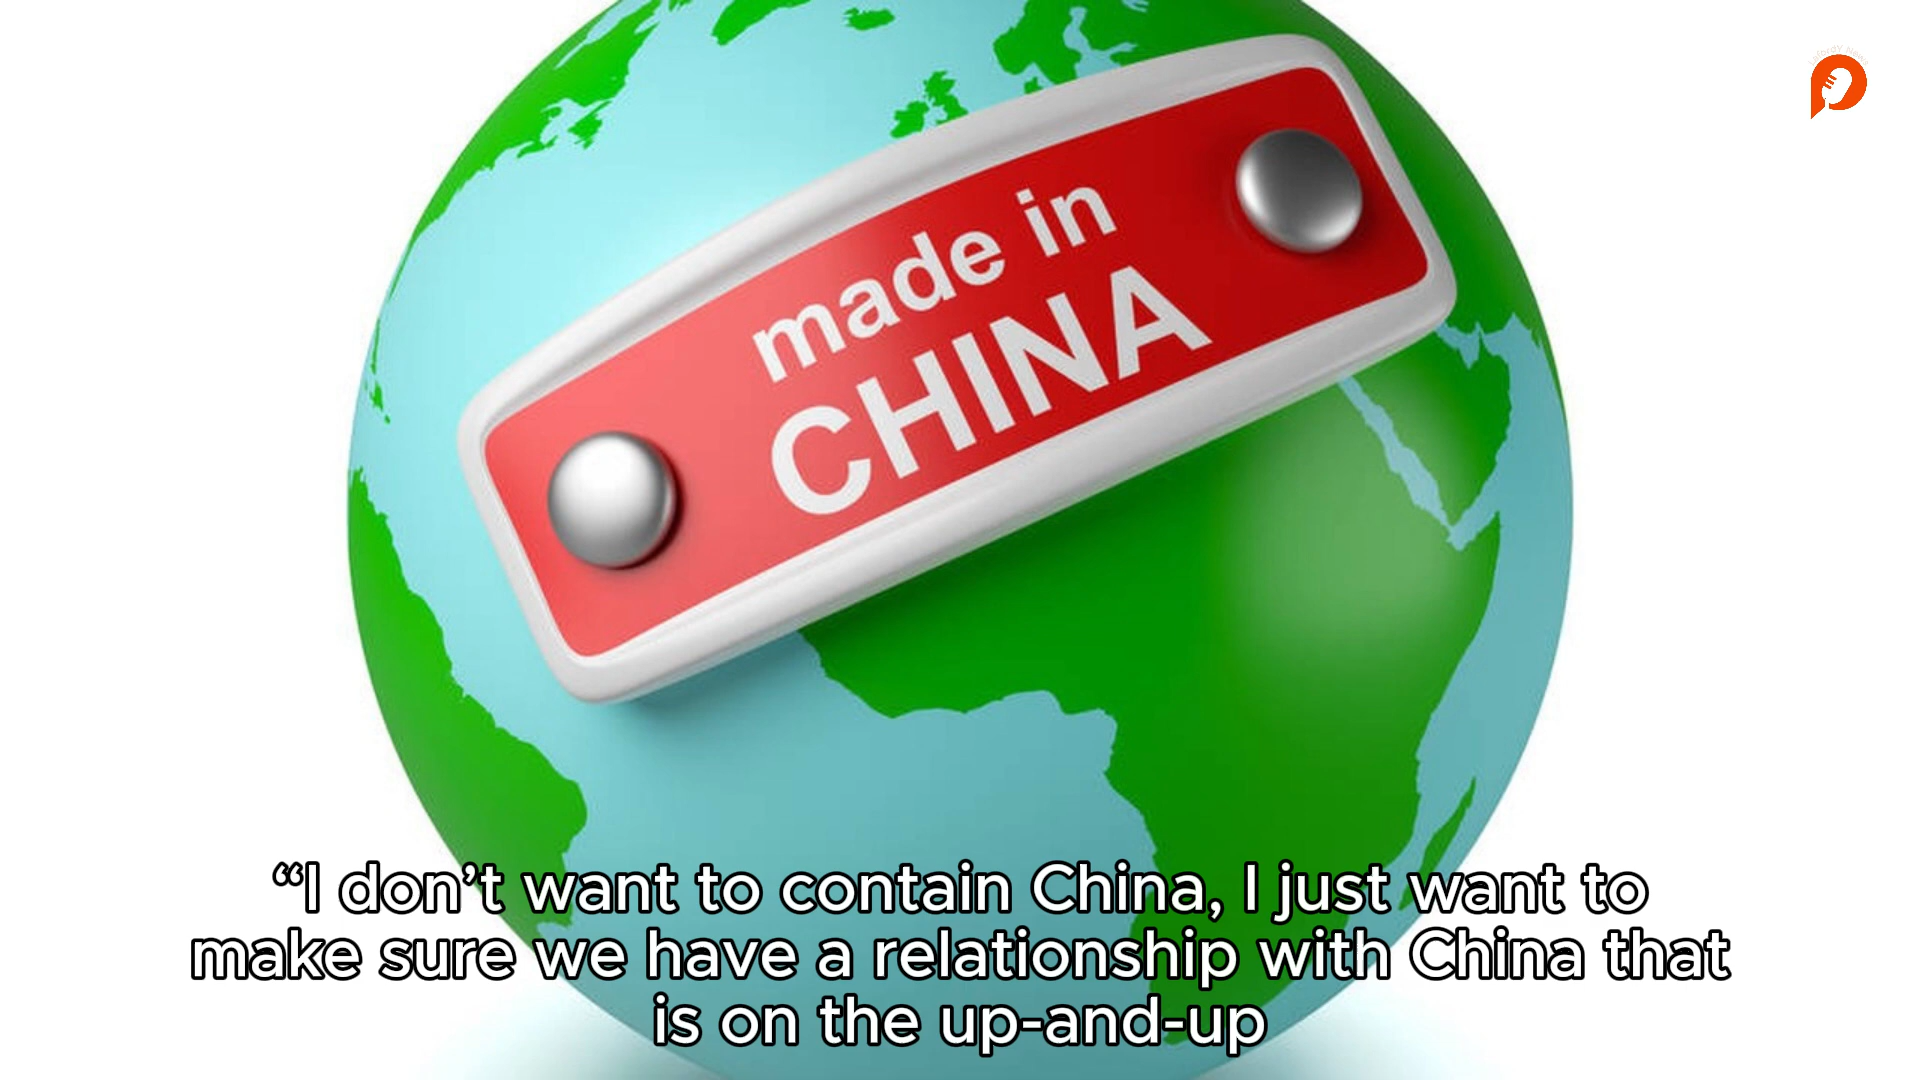 made in
CHINA
“I don’t want to contain China, I just want to
make sure we have a relationship with China that
is on the up-and-up